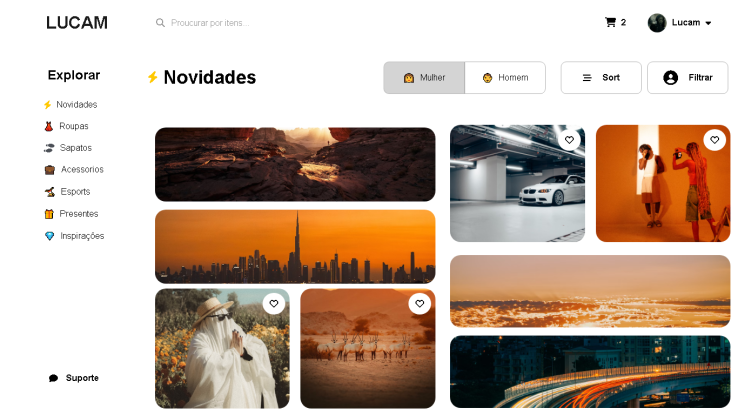 LUCAM
Proucurar por itens...
2
Lucam
Explorar
Novidades
Mulher
Homem
Sort
Filtrar
Novidades
Roupas
Sapatos
Acessorios
Esports
Presentes
Inspirações
Suporte